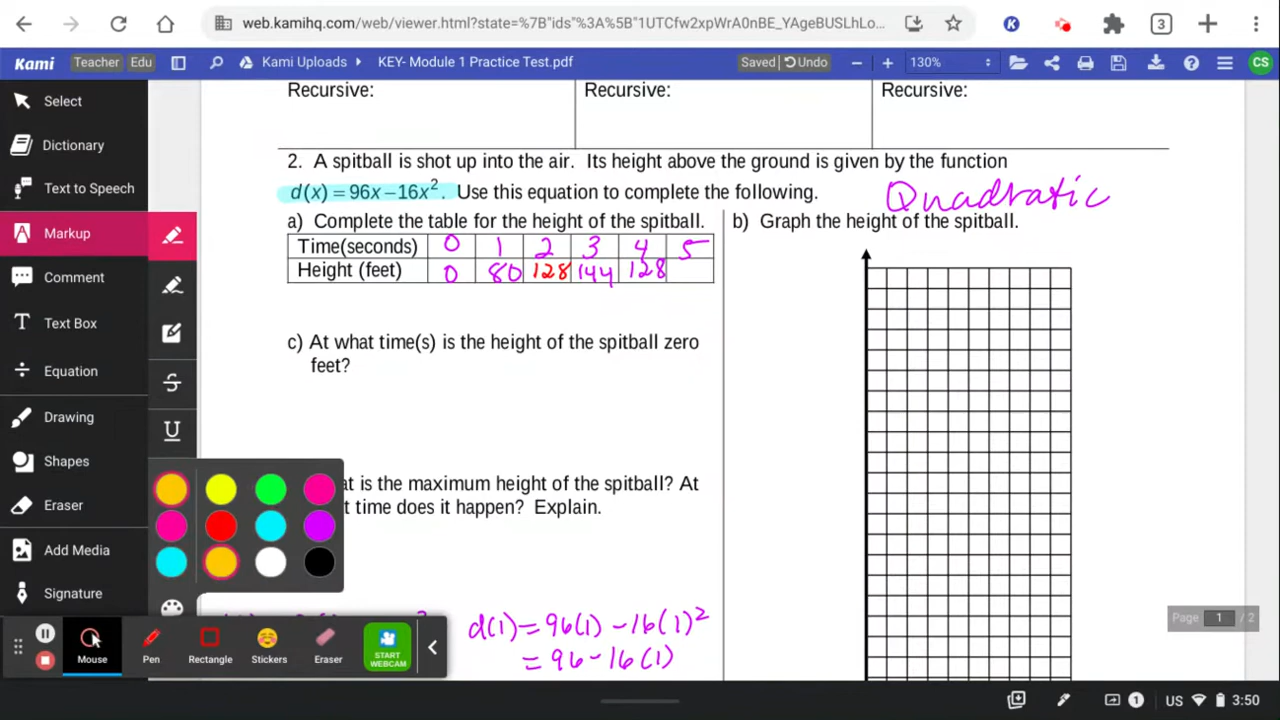 web.kamihq.com/web/viewer.html?state=%7B"ids"%3A%5B"1UTCfw2xpWrA0nBE_YAgeBUSLhLo...
3
Kami Teacher Edu Kami Uploads KEY- Module 1 Practice Test.pdf Saved Undo 130% CS
Select
Dictionary
Text to Speech
Markup
Comment
Text Box
Equation
Drawing
Shapes
Eraser
Add Media
Signature
Recursive: Recursive: Recursive:
2. A spitball is shot up into the air. Its height above the ground is given by the function
d(x) = 96x – 16x². Use this equation to complete the following.
Quadratic
a) Complete the table for the height of the spitball.
Time(seconds) 0 1 2 3 4 5
Height (feet) 0 80 128 144 128
b) Graph the height of the spitball.
c) At what time(s) is the height of the spitball zero
feet?
at is the maximum height of the spitball? At
t time does it happen? Explain.
d(1) = 96(1) – 16(1)²
= 96 – 16(1)
Page 1 / 2
Mouse Pen Rectangle Stickers Eraser START WEBCAM
1 US 3:50